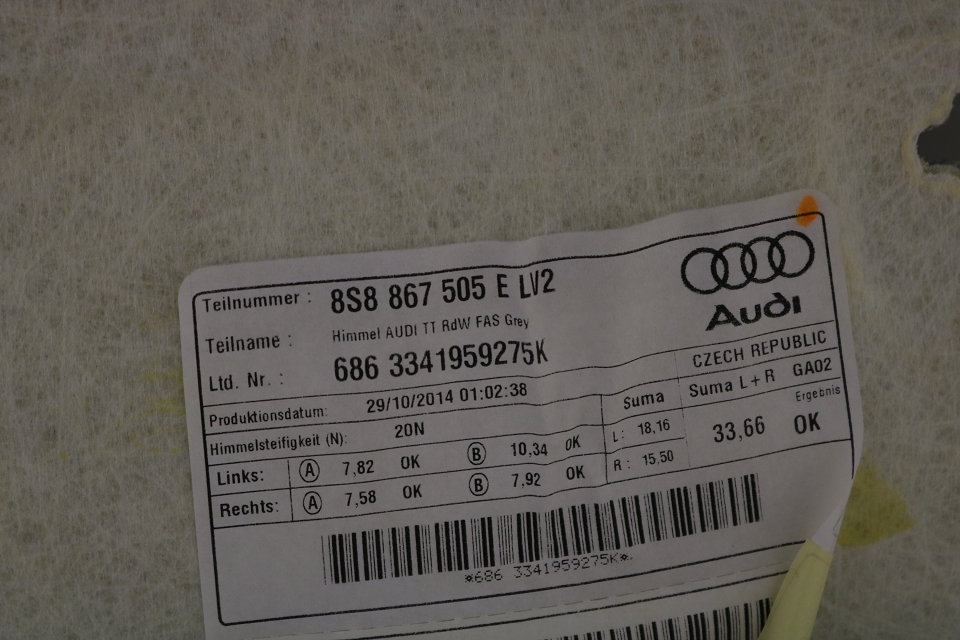 Teilnummer : 8S8 867 505 E LV2
Teilname : Himmel AUDI TT RdW FAS Grey
Ltd. Nr. : 686 3341959275K
Audi
CZECH REPUBLIC
Produktionsdatum: 29/10/2014 01:02:38
Suma
Suma L+R GA02
Himmelsteifigkeit (N): 20N
L: 18,16
33,66
Ergebnis
OK
Links: A 7,82 OK B 10,34 OK
R: 15,50
Rechts: A 7,58 OK B 7,92 OK
*686 3341959275K*